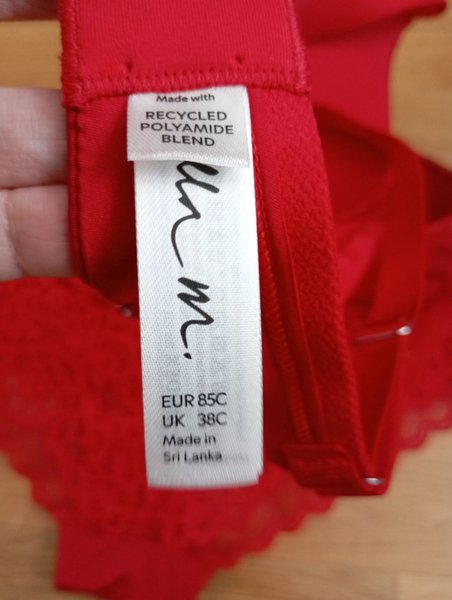 Made with
RECYCLED
POLYAMIDE
BLEND
m.
EUR 85C
UK 38C
Made in
Sri Lanka